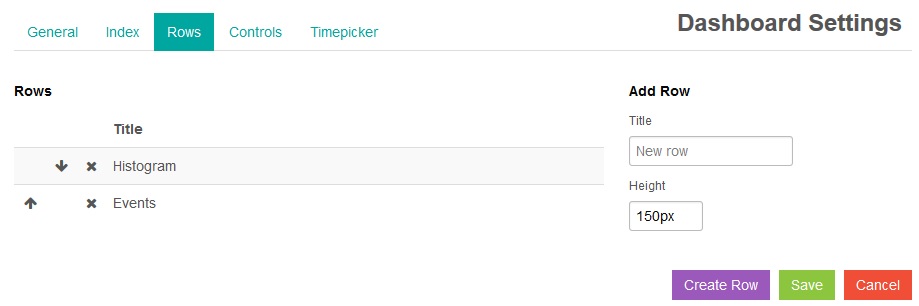 General Index Rows Controls Timepicker Dashboard Settings
Rows
Title
Histogram
Events
Add Row
Title
New row
Height
150px
Create Row Save Cancel